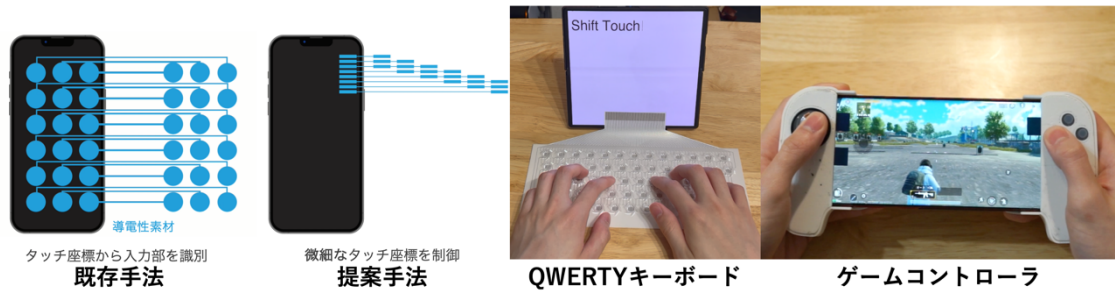 導電性素材
タッチ座標から入力部を識別
既存手法
微細なタッチ座標を制御
提案手法
Shift Touch
QWERTYキーボード
ゲームコントローラ